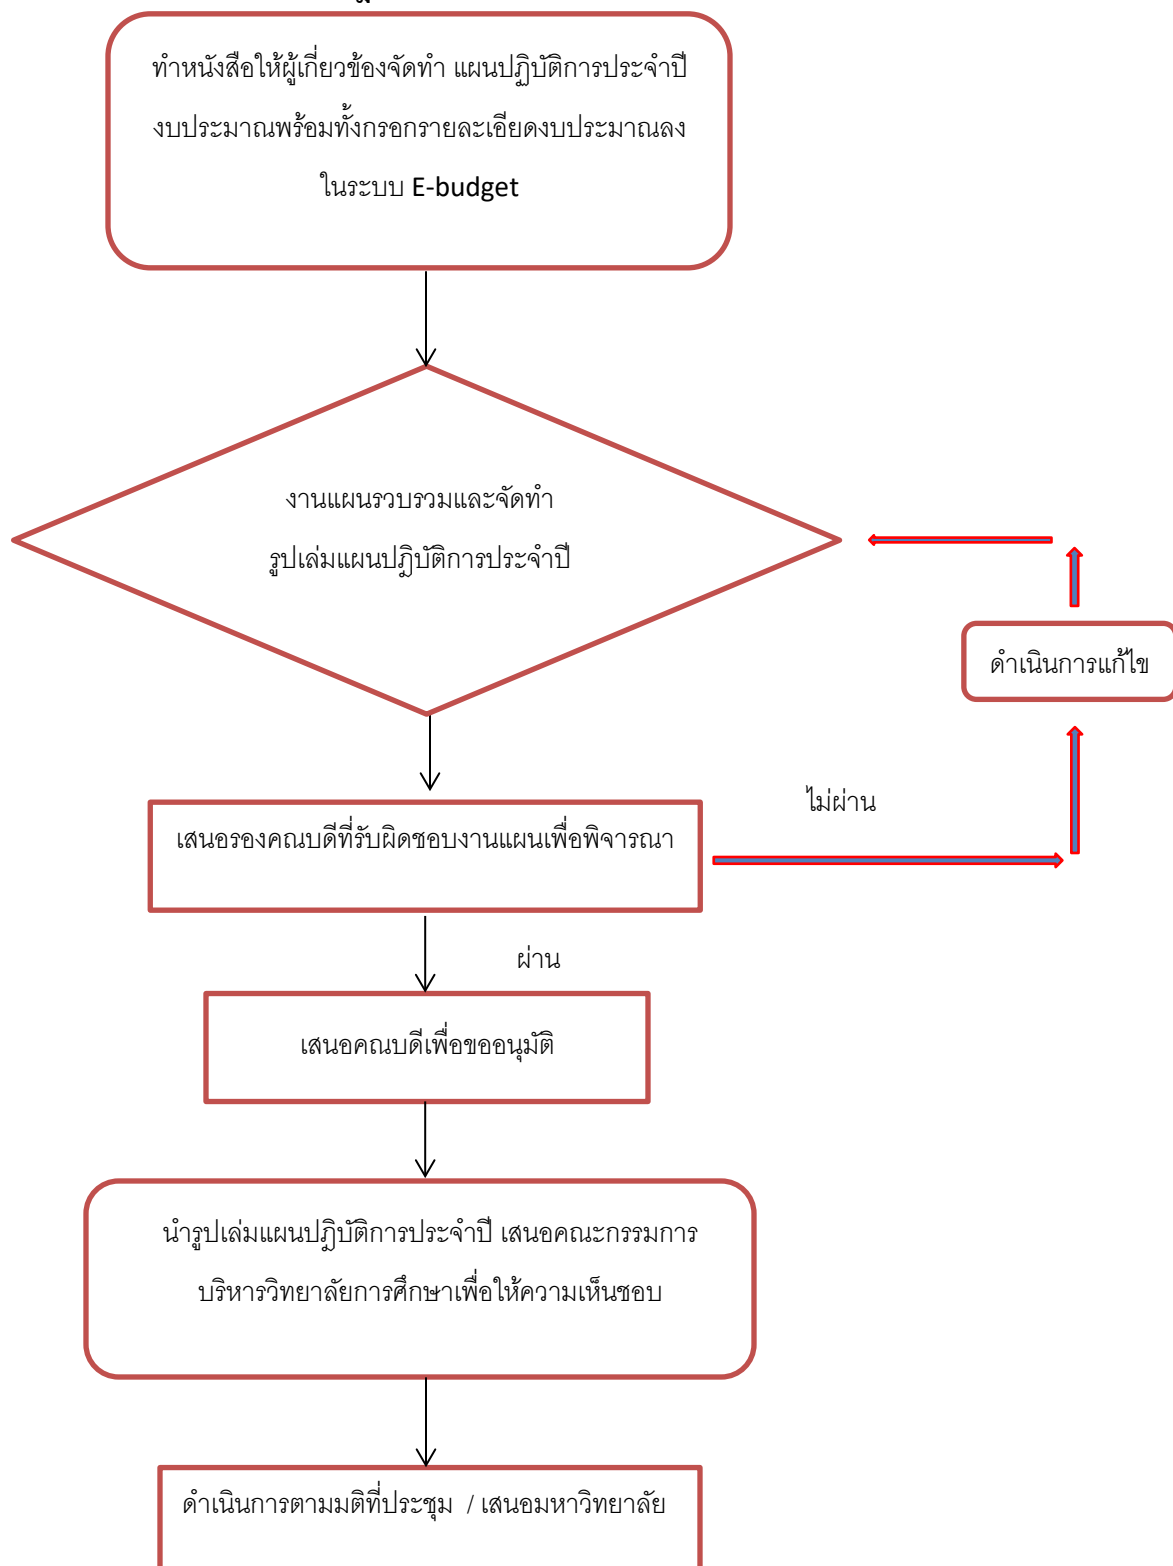 ทำหนังสือให้ผู้เกี่ยวข้องจัดทำ แผนปฏิบัติการประจำปี
งบประมาณพร้อมทั้งกรอกรายละเอียดงบประมาณลง
ในระบบ E-budget
งานแผนรวบรวมและจัดทำ
รูปเล่มแผนปฏิบัติการประจำปี
ดำเนินการแก้ไข
ไม่ผ่าน
เสนอรองคณบดีที่รับผิดชอบงานแผนเพื่อพิจารณา
ผ่าน
เสนอคณบดีเพื่อขออนุมัติ
นำรูปเล่มแผนปฏิบัติการประจำปี เสนอคณะกรรมการ
บริหารวิทยาลัยการศึกษาเพื่อให้ความเห็นชอบ
ดำเนินการตามมติที่ประชุม / เสนอมหาวิทยาลัย